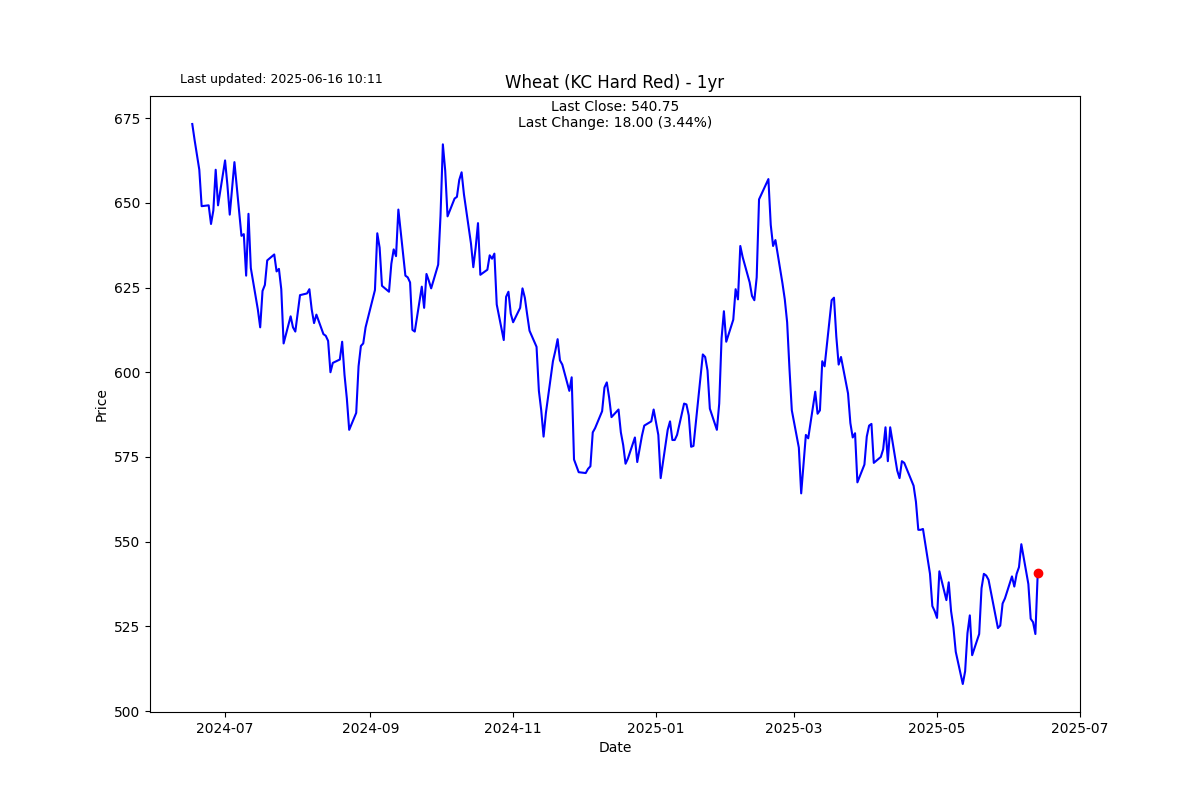 Last updated: 2025-06-16 10:11
Wheat (KC Hard Red) - 1yr
Last Close: 540.75
Last Change: 18.00 (3.44%)
675
650
625
600
575
550
525
500
Price
2024-07
2024-09
2024-11
2025-01
2025-03
2025-05
2025-07
Date